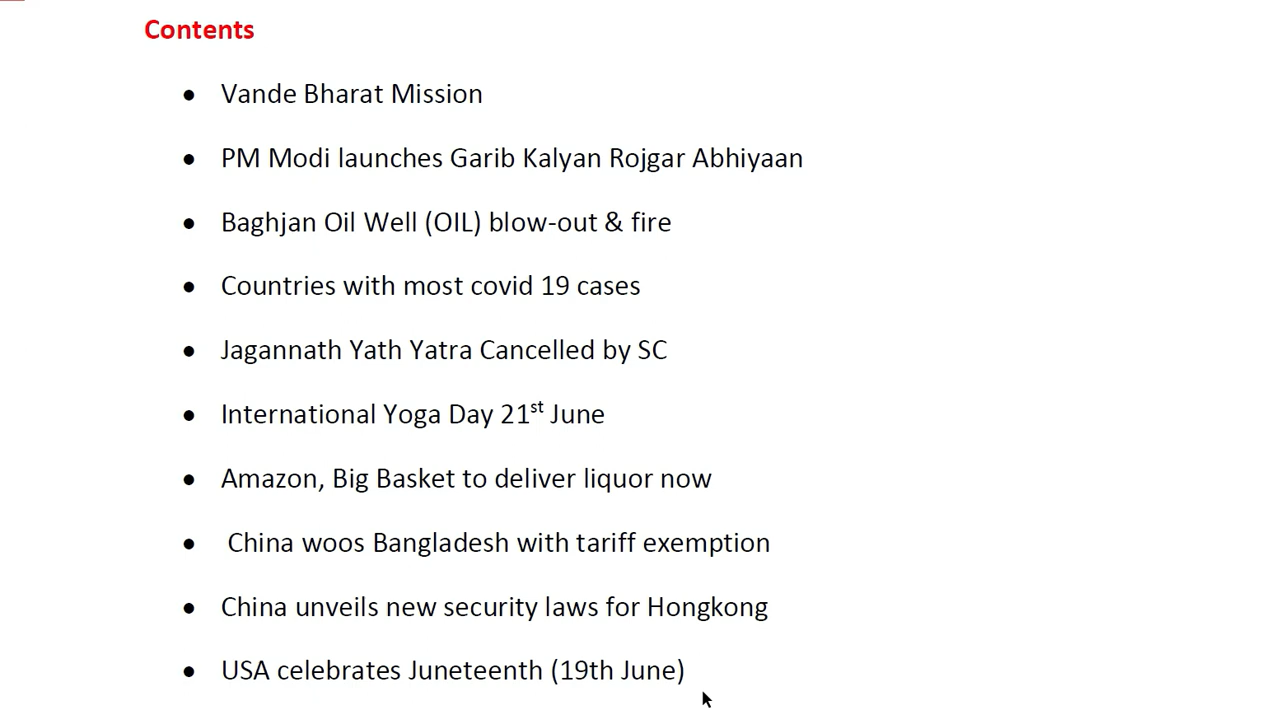 Contents
• Vande Bharat Mission
• PM Modi launches Garib Kalyan Rojgar Abhiyaan
• Baghjan Oil Well (OIL) blow-out & fire
• Countries with most covid 19 cases
• Jagannath Yath Yatra Cancelled by SC
• International Yoga Day 21st June
• Amazon, Big Basket to deliver liquor now
• China woos Bangladesh with tariff exemption
• China unveils new security laws for Hongkong
• USA celebrates Juneteenth (19th June)